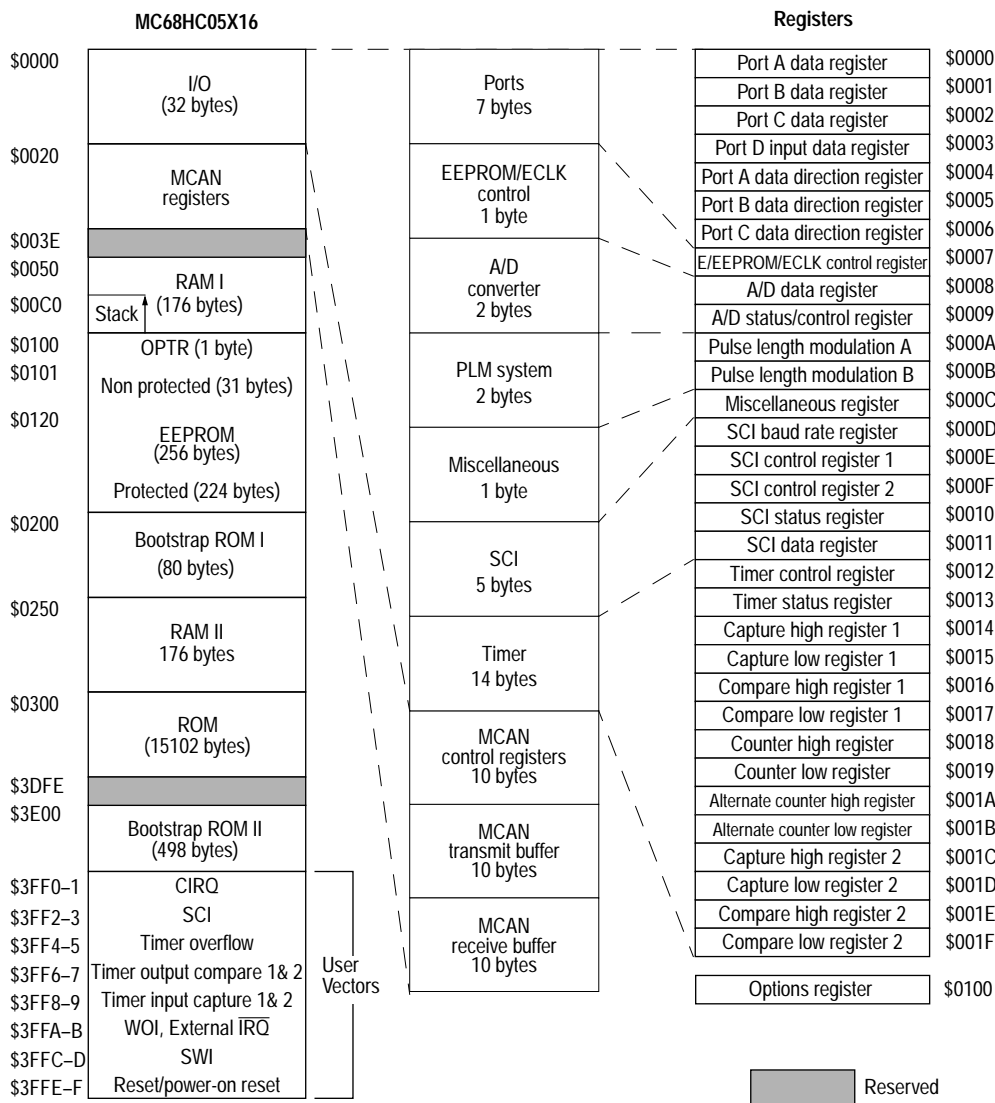 MC68HC05X16
$0000
I/O
(32 bytes)
$0020
MCAN
registers
$003E
$0050
RAM I
(176 bytes)
$00C0
Stack
$0100
OPTR (1 byte)
$0101
Non protected (31 bytes)
$0120
EEPROM
(256 bytes)
Protected (224 bytes)
$0200
Bootstrap ROM I
(80 bytes)
$0250
RAM II
176 bytes
$0300
ROM
(15102 bytes)
$3DFE
$3E00
Bootstrap ROM II
(498 bytes)
$3FF0–1 CIRQ
$3FF2–3 SCI
$3FF4–5 Timer overflow
$3FF6–7 Timer output compare 1& 2
$3FF8–9 Timer input capture 1& 2
$3FFA–B WOI, External IRQ
$3FFC–D SWI
$3FFE–F Reset/power-on reset
User
Vectors
Ports
7 bytes
EEPROM/ECLK
control
1 byte
A/D
converter
2 bytes
PLM system
2 bytes
Miscellaneous
1 byte
SCI
5 bytes
Timer
14 bytes
MCAN
control registers
10 bytes
MCAN
transmit buffer
10 bytes
MCAN
receive buffer
10 bytes
Registers
Port A data register $0000
Port B data register $0001
Port C data register $0002
Port D input data register $0003
Port A data direction register $0004
Port B data direction register $0005
Port C data direction register $0006
E/EEPROM/ECLK control register $0007
A/D data register $0008
A/D status/control register $0009
Pulse length modulation A $000A
Pulse length modulation B $000B
Miscellaneous register $000C
SCI baud rate register $000D
SCI control register 1 $000E
SCI control register 2 $000F
SCI status register $0010
SCI data register $0011
Timer control register $0012
Timer status register $0013
Capture high register 1 $0014
Capture low register 1 $0015
Compare high register 1 $0016
Compare low register 1 $0017
Counter high register $0018
Counter low register $0019
Alternate counter high register $001A
Alternate counter low register $001B
Capture high register 2 $001C
Capture low register 2 $001D
Compare high register 2 $001E
Compare low register 2 $001F
Options register $0100
Reserved